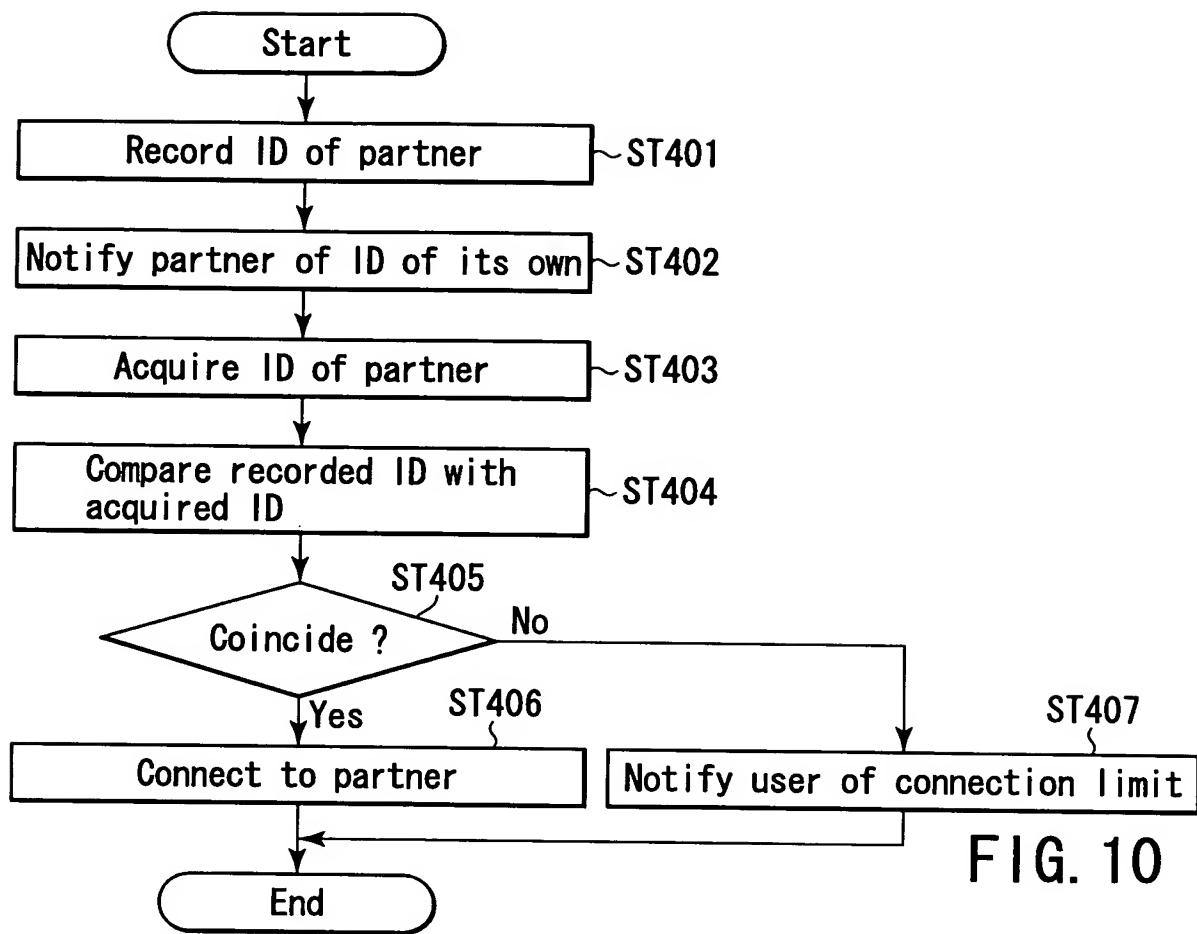 Start
Record ID of partner
ST401
Notify partner of ID of its own
ST402
Acquire ID of partner
ST403
Compare recorded ID with
acquired ID
ST404
ST405
Coincide ?
No
Yes
ST406
Connect to partner
ST407
Notify user of connection limit
End
FIG. 10